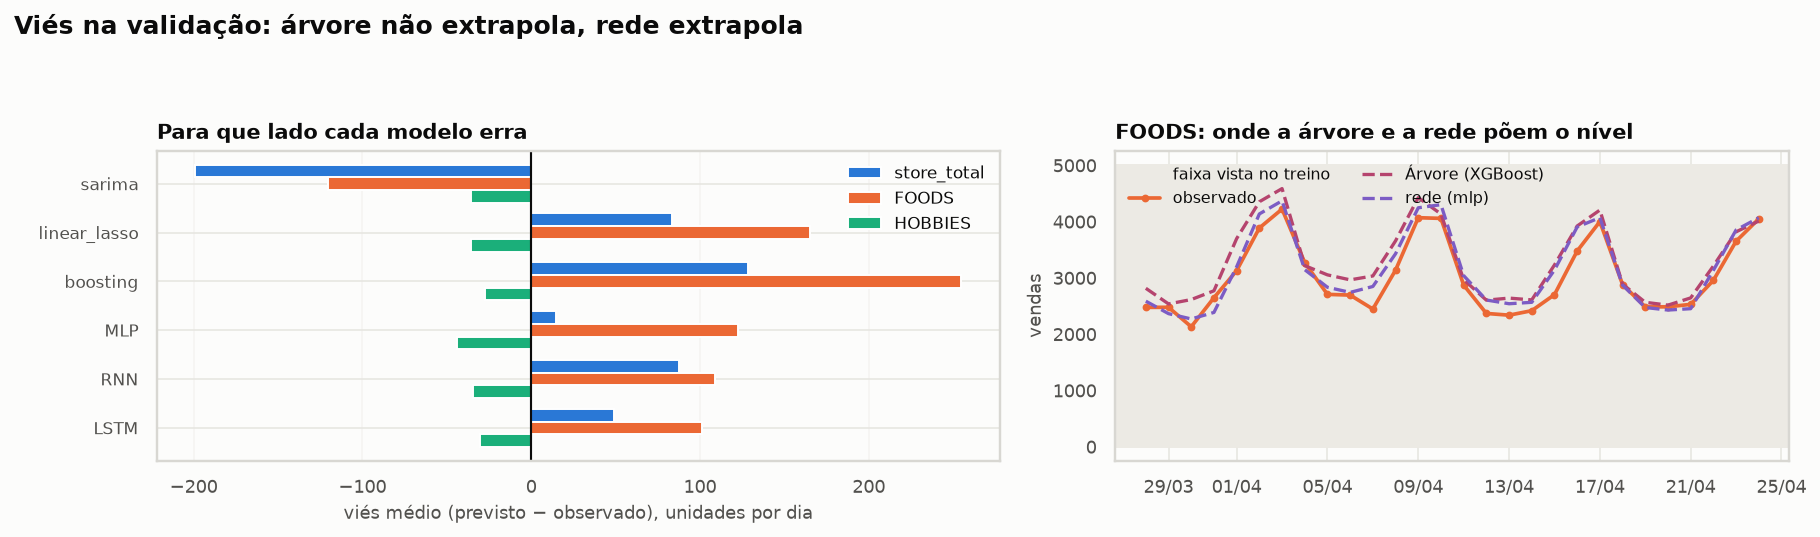 Viés na validação: árvore não extrapola, rede extrapola
Para que lado cada modelo erra
sarima
linear_lasso
boosting
MLP
RNN
LSTM
store_total
FOODS
HOBBIES
−200
−100
0
100
200
viés médio (previsto − observado), unidades por dia
FOODS: onde a árvore e a rede põem o nível
faixa vista no treino
observado
Árvore (XGBoost)
rede (mlp)
vendas
5000
4000
3000
2000
1000
0
29/03
01/04
05/04
09/04
13/04
17/04
21/04
25/04